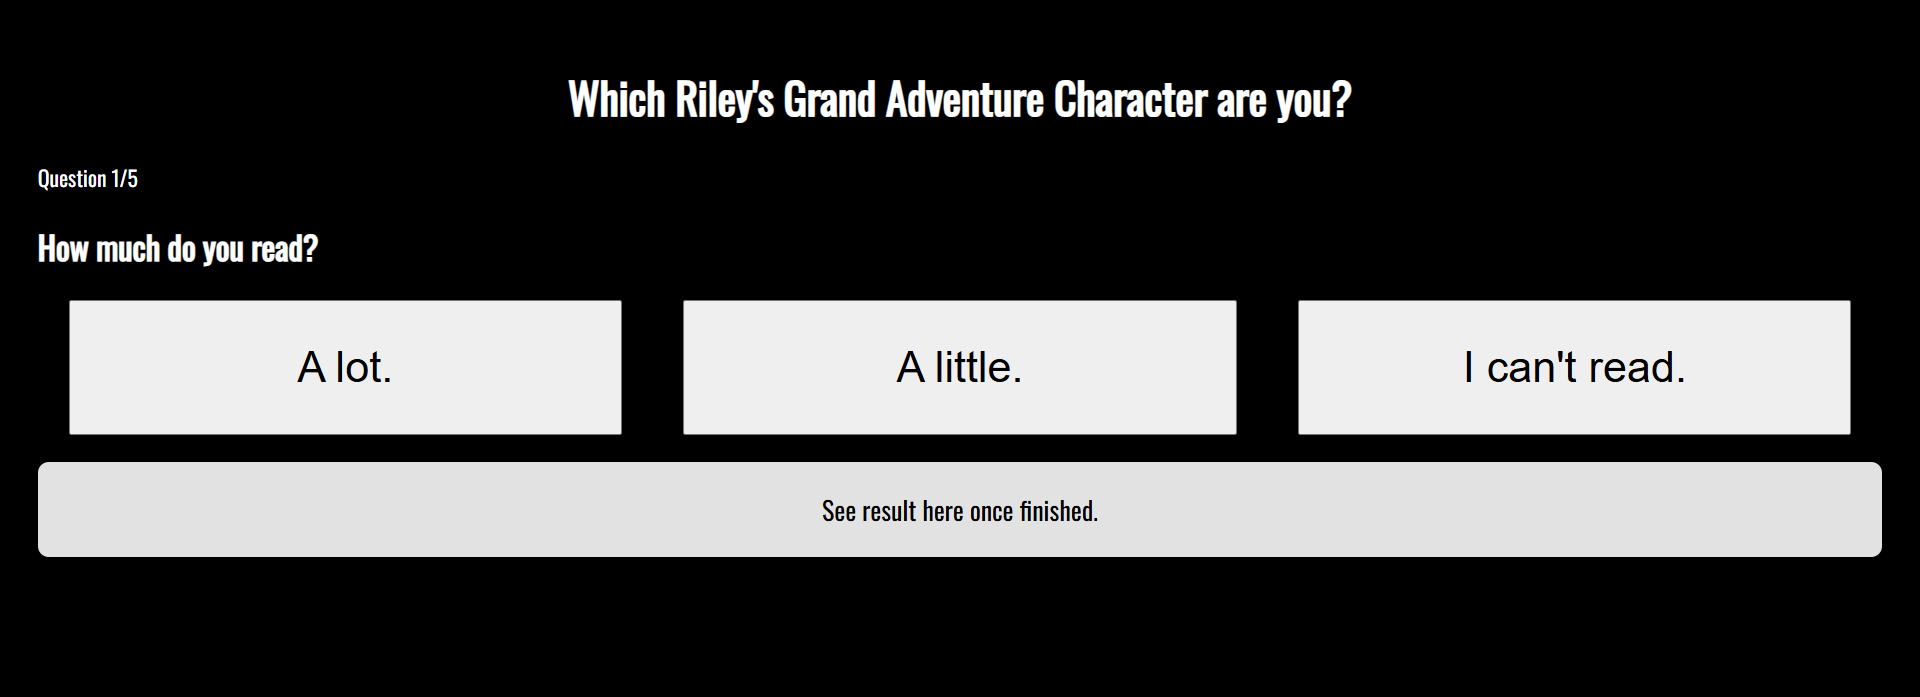 Which Riley's Grand Adventure Character are you?
Question 1/5
How much do you read?
A lot.
A little.
I can't read.
See result here once finished.